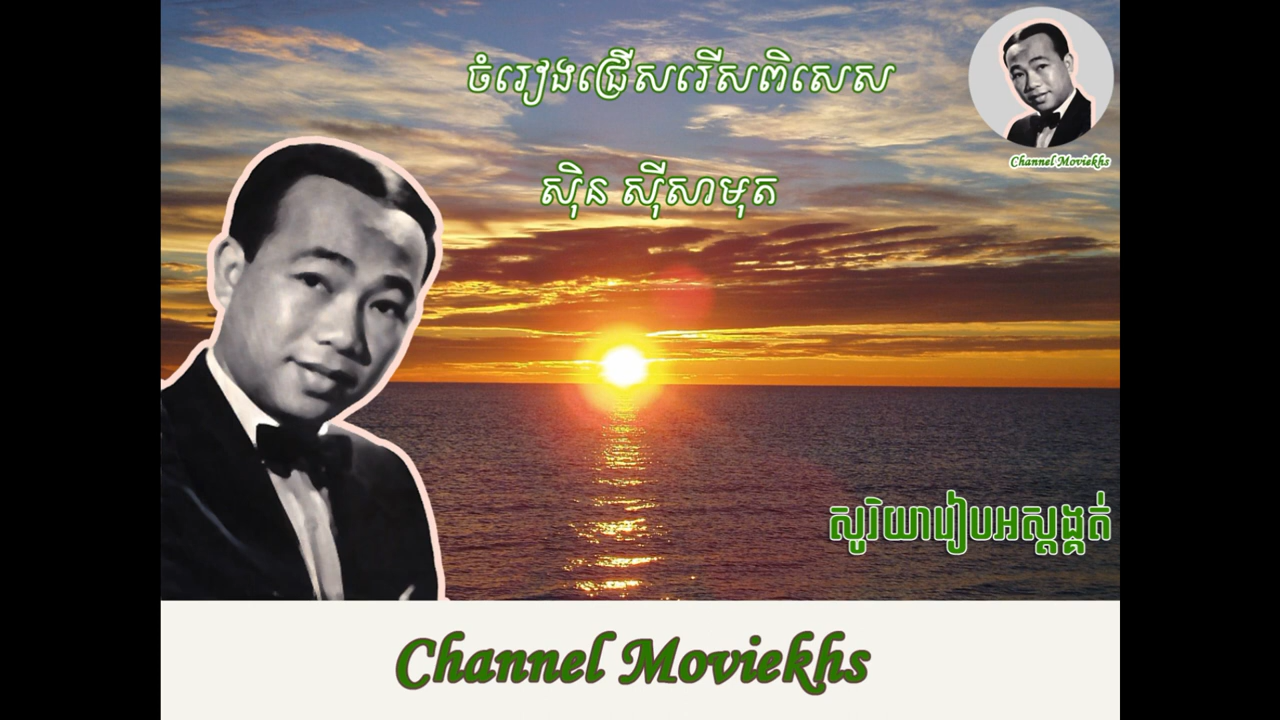 ចំរៀងជ្រើសរើសពិសេស
Channel Moviekhs
ស៊ិន ស៊ីសាមុត
សូរិយារៀបអស្តង្គត់
Channel Moviekhs